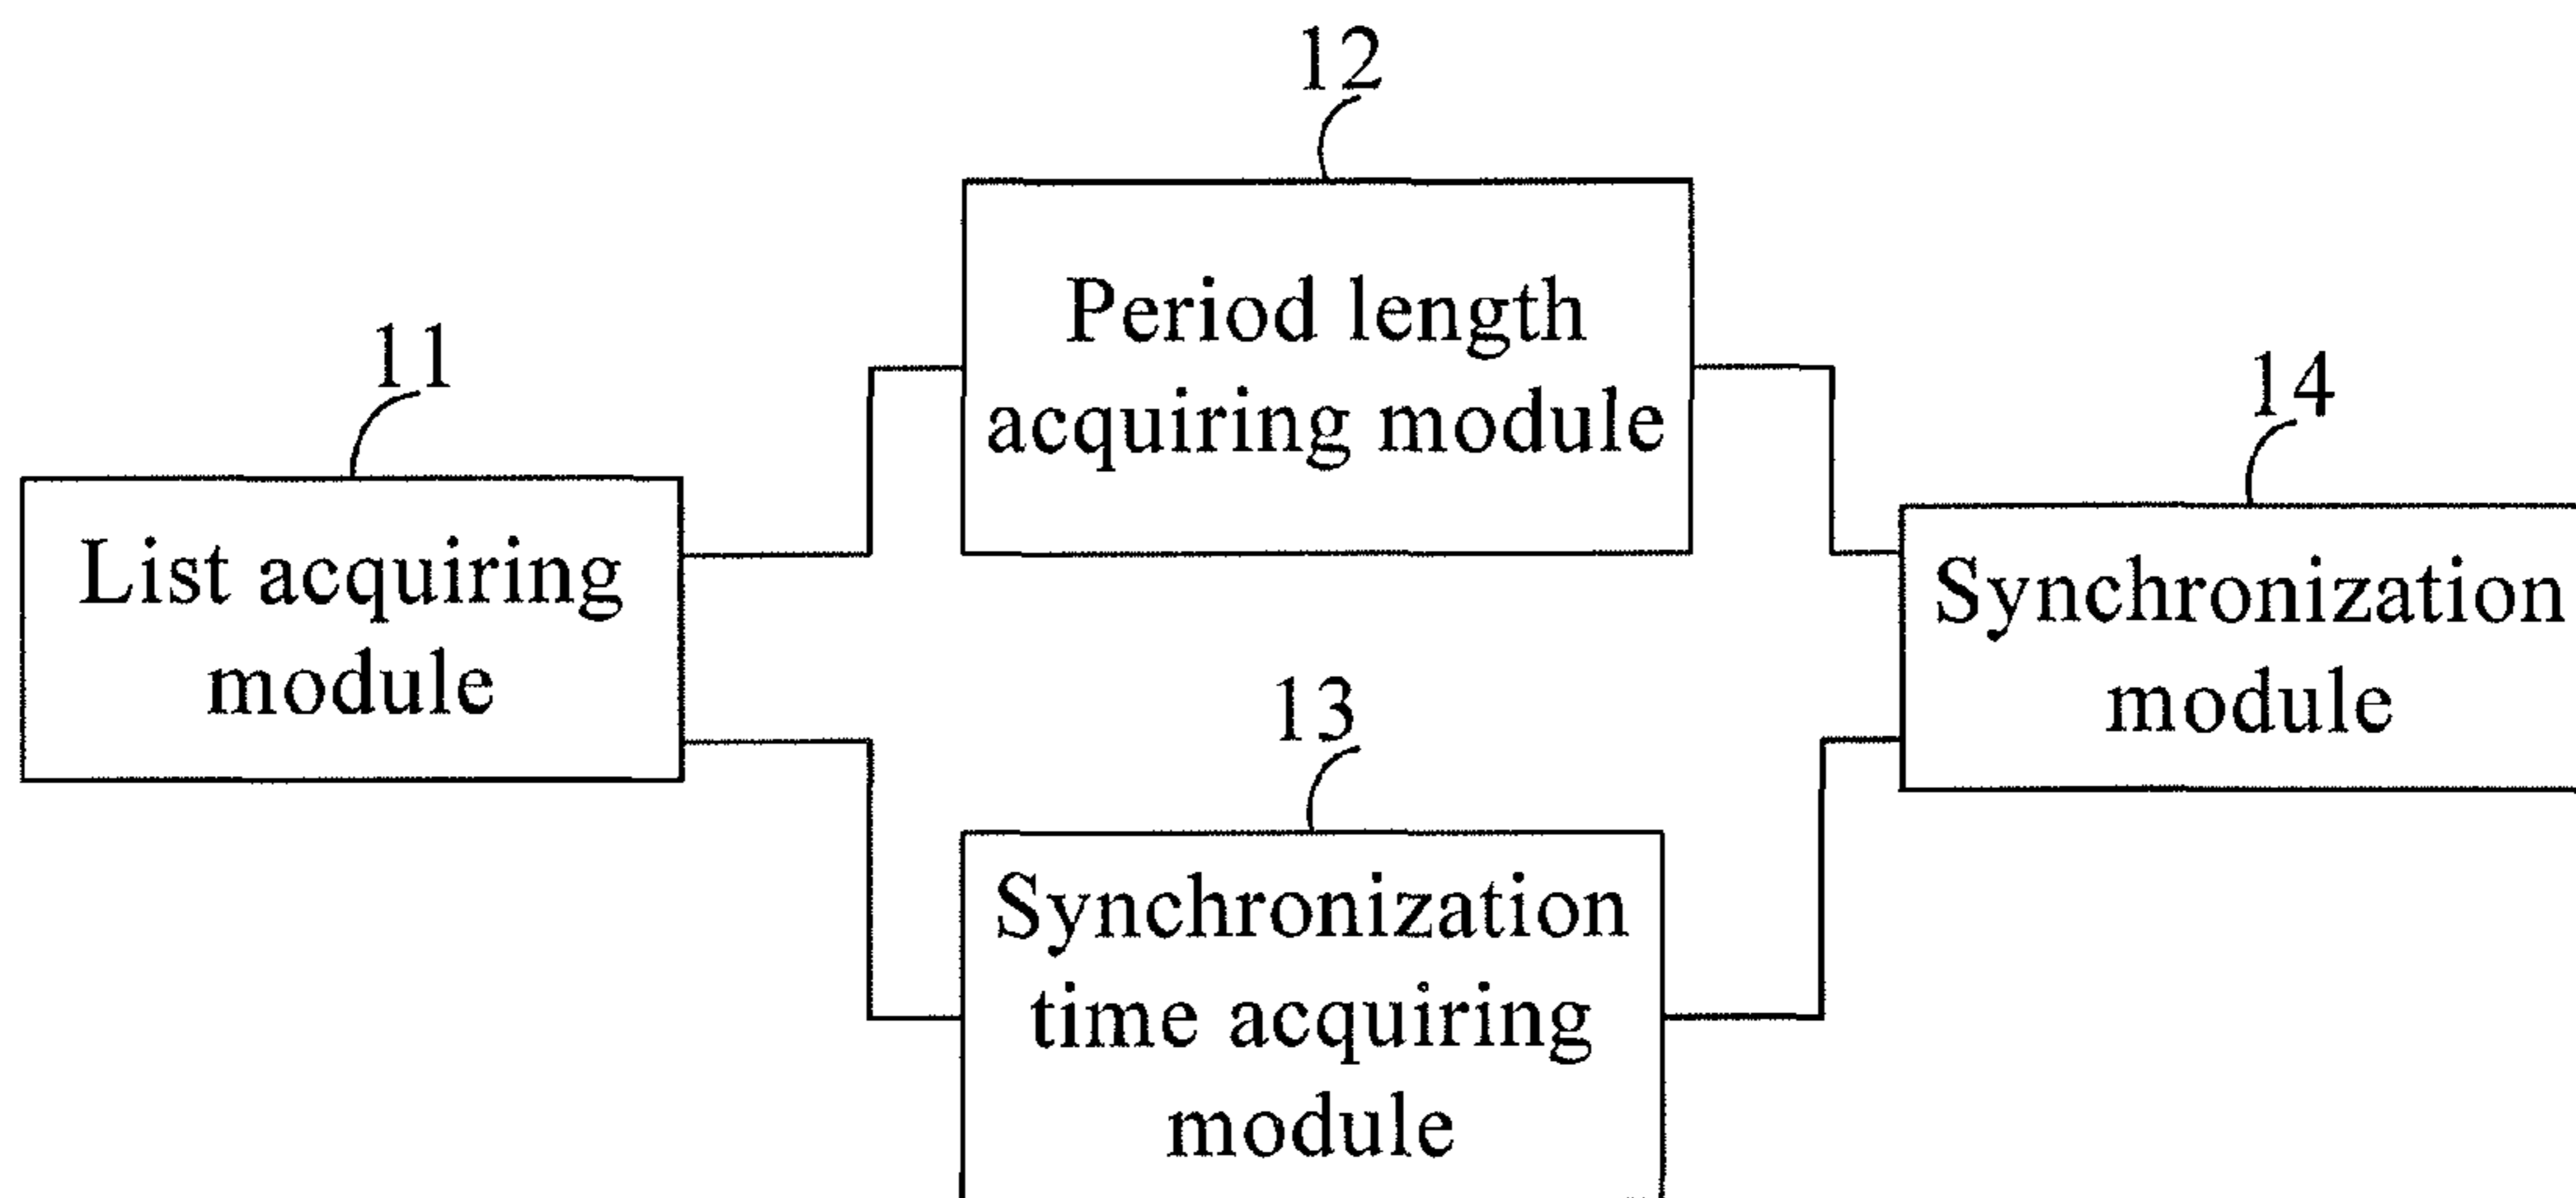 12
Period length
acquiring module
11
List acquiring
module
14
Synchronization
module
13
Synchronization
time acquiring
module